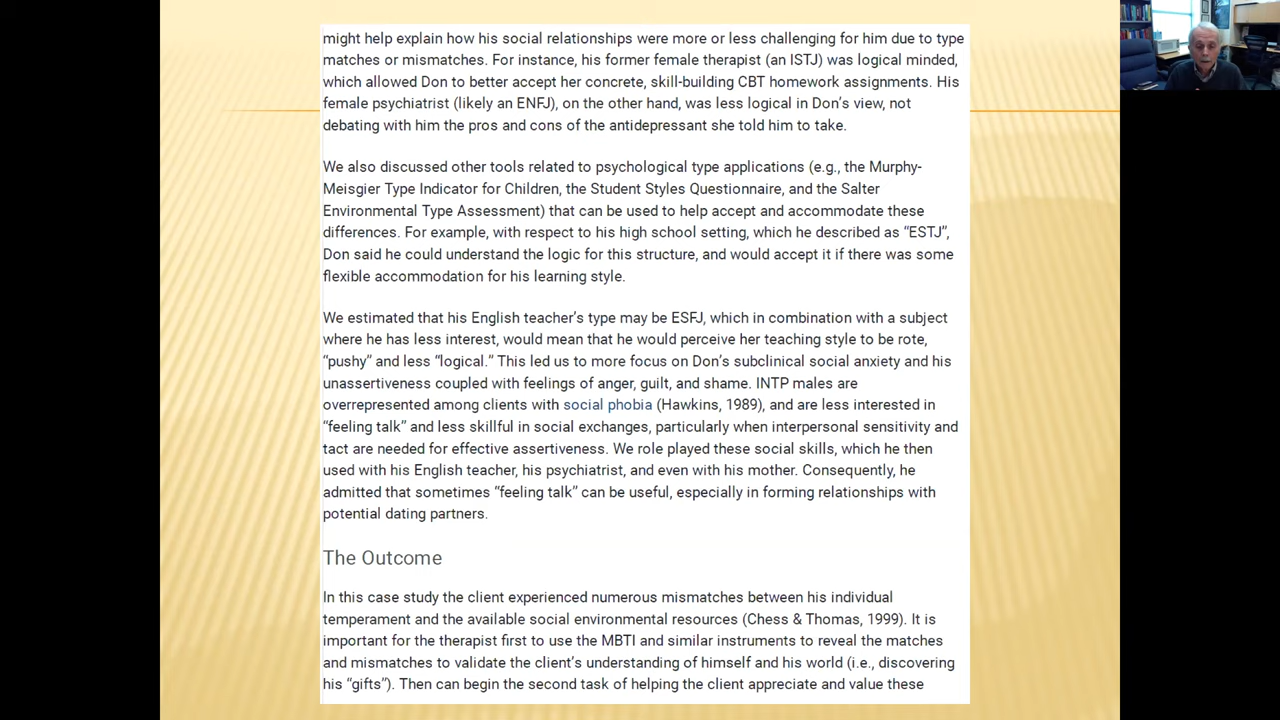 might help explain how his social relationships were more or less challenging for him due to type
matches or mismatches. For instance, his former female therapist (an ISTJ) was logical minded,
which allowed Don to better accept her concrete, skill-building CBT homework assignments. His
female psychiatrist (likely an ENFJ), on the other hand, was less logical in Don’s view, not
debating with him the pros and cons of the antidepressant she told him to take.
We also discussed other tools related to psychological type applications (e.g., the Murphy-
Meisgier Type Indicator for Children, the Student Styles Questionnaire, and the Salter
Environmental Type Assessment) that can be used to help accept and accommodate these
differences. For example, with respect to his high school setting, which he described as “ESTJ”,
Don said he could understand the logic for this structure, and would accept it if there was some
flexible accommodation for his learning style.
We estimated that his English teacher’s type may be ESFJ, which in combination with a subject
where he has less interest, would mean that he would perceive her teaching style to be rote,
“pushy” and less “logical.” This led us to more focus on Don’s subclinical social anxiety and his
unassertiveness coupled with feelings of anger, guilt, and shame. INTP males are
overrepresented among clients with social phobia (Hawkins, 1989), and are less interested in
“feeling talk” and less skillful in social exchanges, particularly when interpersonal sensitivity and
tact are needed for effective assertiveness. We role played these social skills, which he then
used with his English teacher, his psychiatrist, and even with his mother. Consequently, he
admitted that sometimes “feeling talk” can be useful, especially in forming relationships with
potential dating partners.
The Outcome
In this case study the client experienced numerous mismatches between his individual
temperament and the available social environmental resources (Chess & Thomas, 1999). It is
important for the therapist first to use the MBTI and similar instruments to reveal the matches
and mismatches to validate the client’s understanding of himself and his world (i.e., discovering
his “gifts”). Then can begin the second task of helping the client appreciate and value these